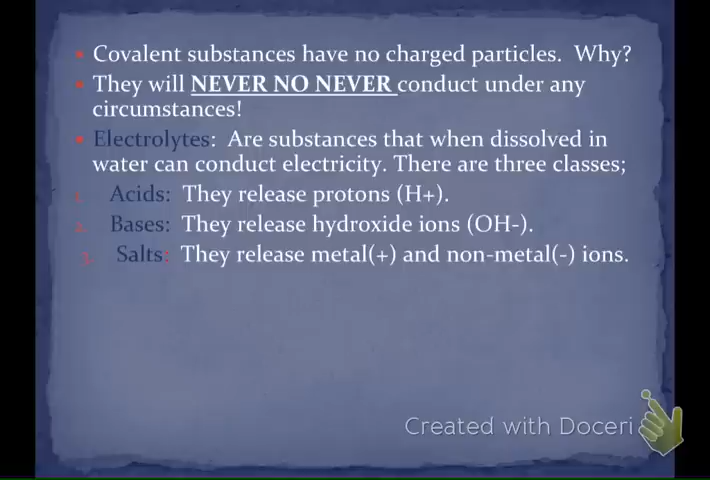 Covalent substances have no charged particles.  Why?
They will NEVER NO NEVER conduct under any
circumstances!
Electrolytes:  Are substances that when dissolved in
water can conduct electricity. There are three classes;
1. Acids:  They release protons (H+).
2. Bases:  They release hydroxide ions (OH-).
3. Salts:  They release metal(+) and non-metal(-) ions.
Created with Doceri